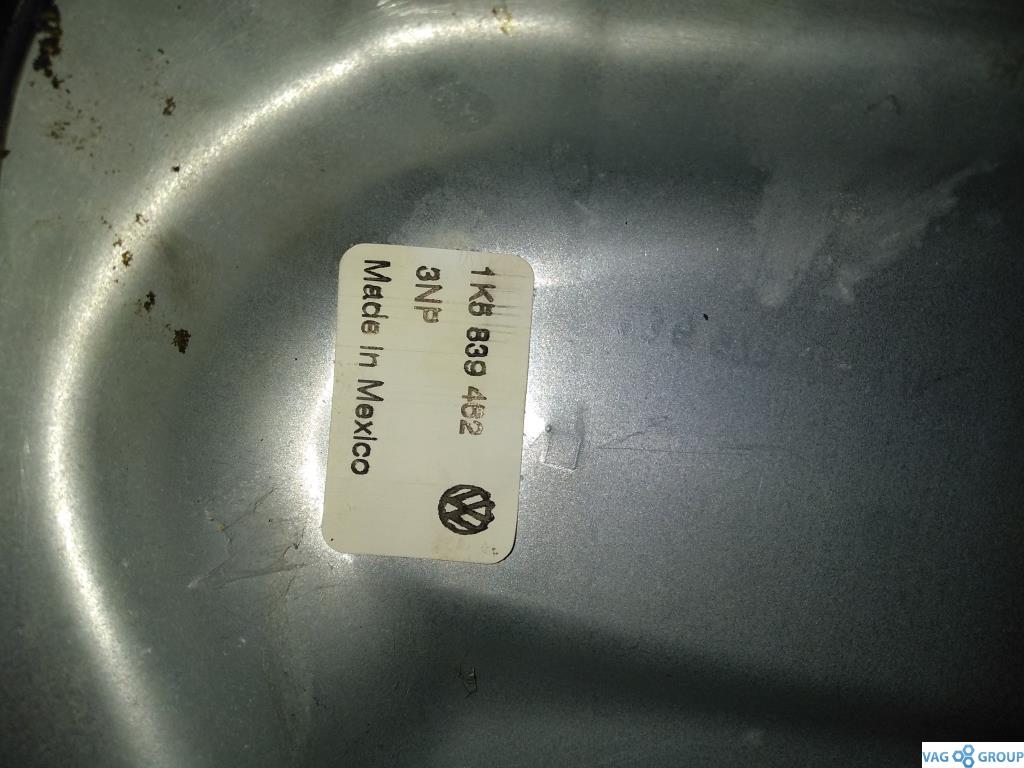 1K5 839 462
3NP
Made In Mexico
VAG GROUP